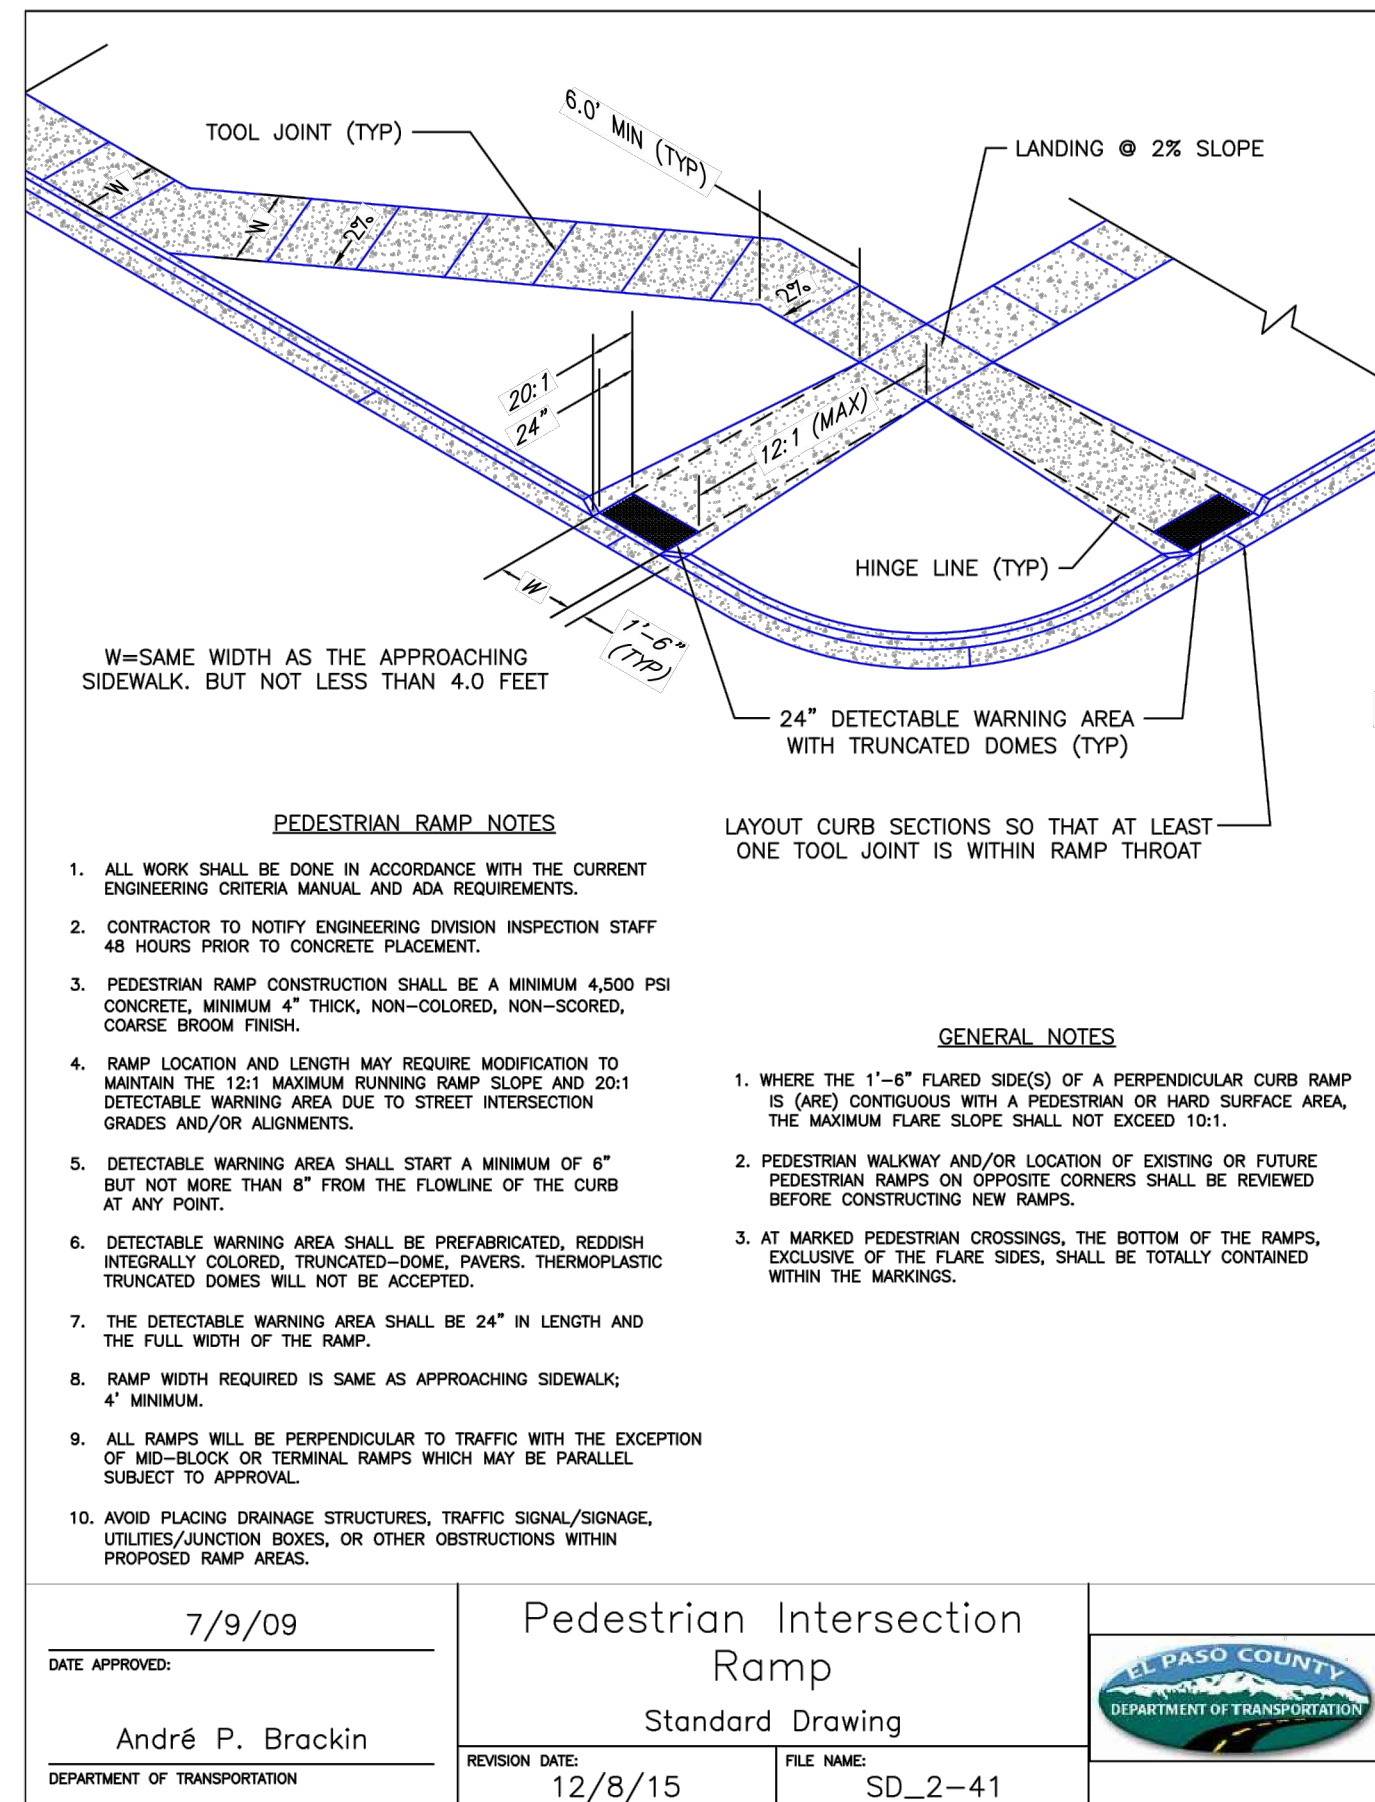 TOOL JOINT (TYP)
6.0' MIN (TYP)
LANDING @ 2% SLOPE
W
W
2%
2%
20:1
24"
12:1 (MAX)
HINGE LINE (TYP)
W
1'-6"
(TYP)
W=SAME WIDTH AS THE APPROACHING
SIDEWALK. BUT NOT LESS THAN 4.0 FEET
24" DETECTABLE WARNING AREA
WITH TRUNCATED DOMES (TYP)
LAYOUT CURB SECTIONS SO THAT AT LEAST
ONE TOOL JOINT IS WITHIN RAMP THROAT
PEDESTRIAN RAMP NOTES
1. ALL WORK SHALL BE DONE IN ACCORDANCE WITH THE CURRENT
ENGINEERING CRITERIA MANUAL AND ADA REQUIREMENTS.
2. CONTRACTOR TO NOTIFY ENGINEERING DIVISION INSPECTION STAFF
48 HOURS PRIOR TO CONCRETE PLACEMENT.
3. PEDESTRIAN RAMP CONSTRUCTION SHALL BE A MINIMUM 4,500 PSI
CONCRETE, MINIMUM 4" THICK, NON-COLORED, NON-SCORED,
COARSE BROOM FINISH.
4. RAMP LOCATION AND LENGTH MAY REQUIRE MODIFICATION TO
MAINTAIN THE 12:1 MAXIMUM RUNNING RAMP SLOPE AND 20:1
DETECTABLE WARNING AREA DUE TO STREET INTERSECTION
GRADES AND/OR ALIGNMENTS.
5. DETECTABLE WARNING AREA SHALL START A MINIMUM OF 6"
BUT NOT MORE THAN 8" FROM THE FLOWLINE OF THE CURB
AT ANY POINT.
6. DETECTABLE WARNING AREA SHALL BE PREFABRICATED, REDDISH
INTEGRALLY COLORED, TRUNCATED-DOME, PAVERS. THERMOPLASTIC
TRUNCATED DOMES WILL NOT BE ACCEPTED.
7. THE DETECTABLE WARNING AREA SHALL BE 24" IN LENGTH AND
THE FULL WIDTH OF THE RAMP.
8. RAMP WIDTH REQUIRED IS SAME AS APPROACHING SIDEWALK;
4' MINIMUM.
9. ALL RAMPS WILL BE PERPENDICULAR TO TRAFFIC WITH THE EXCEPTION
OF MID-BLOCK OR TERMINAL RAMPS WHICH MAY BE PARALLEL
SUBJECT TO APPROVAL.
10. AVOID PLACING DRAINAGE STRUCTURES, TRAFFIC SIGNAL/SIGNAGE,
UTILITIES/JUNCTION BOXES, OR OTHER OBSTRUCTIONS WITHIN
PROPOSED RAMP AREAS.
GENERAL NOTES
1. WHERE THE 1'-6" FLARED SIDE(S) OF A PERPENDICULAR CURB RAMP
IS (ARE) CONTIGUOUS WITH A PEDESTRIAN OR HARD SURFACE AREA,
THE MAXIMUM FLARE SLOPE SHALL NOT EXCEED 10:1.
2. PEDESTRIAN WALKWAY AND/OR LOCATION OF EXISTING OR FUTURE
PEDESTRIAN RAMPS ON OPPOSITE CORNERS SHALL BE REVIEWED
BEFORE CONSTRUCTING NEW RAMPS.
3. AT MARKED PEDESTRIAN CROSSINGS, THE BOTTOM OF THE RAMPS,
EXCLUSIVE OF THE FLARE SIDES, SHALL BE TOTALLY CONTAINED
WITHIN THE MARKINGS.
7/9/09
DATE APPROVED:
André P. Brackin
DEPARTMENT OF TRANSPORTATION
Pedestrian Intersection
Ramp
Standard Drawing
REVISION DATE:
12/8/15
FILE NAME:
SD_2-41
EL PASO COUNTY
DEPARTMENT OF TRANSPORTATION